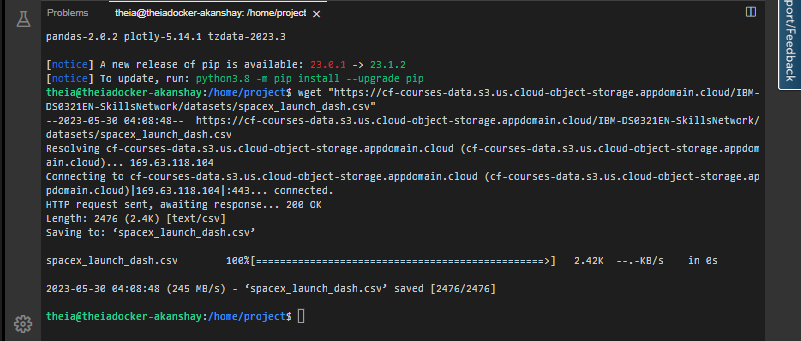 Problems
theia@theiadocker-akanshay: /home/project ×
port/Feedback
pandas-2.0.2 plotly-5.14.1 tzdata-2023.3
[notice] A new release of pip is available: 23.0.1 -> 23.1.2
[notice] To update, run: python3.8 -m pip install --upgrade pip
theia@theiadocker-akanshay:/home/project$ wget "https://cf-courses-data.s3.us.cloud-object-storage.appdomain.cloud/IBM-
DS0321EN-SkillsNetwork/datasets/spacex_launch_dash.csv"
--2023-05-30 04:08:48--  https://cf-courses-data.s3.us.cloud-object-storage.appdomain.cloud/IBM-DS0321EN-SkillsNetwork/
datasets/spacex_launch_dash.csv
Resolving cf-courses-data.s3.us.cloud-object-storage.appdomain.cloud (cf-courses-data.s3.us.cloud-object-storage.appdom
ain.cloud)... 169.63.118.104
Connecting to cf-courses-data.s3.us.cloud-object-storage.appdomain.cloud (cf-courses-data.s3.us.cloud-object-storage.ap
pdomain.cloud)|169.63.118.104|:443... connected.
HTTP request sent, awaiting response... 200 OK
Length: 2476 (2.4K) [text/csv]
Saving to: ‘spacex_launch_dash.csv’
spacex_launch_dash.csv 100%[================================================>] 2.42K --.-KB/s in 0s
2023-05-30 04:08:48 (245 MB/s) - ‘spacex_launch_dash.csv’ saved [2476/2476]
theia@theiadocker-akanshay:/home/project$